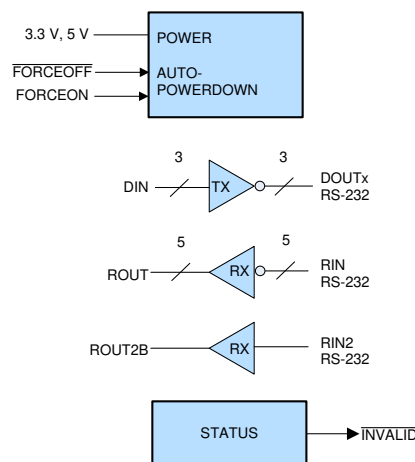 3.3 V, 5 V
POWER
FORCEOFF
AUTO-
POWERDOWN
FORCEON
3
3
DIN
TX
DOUTx
RS-232
5
5
ROUT
RX
RIN
RS-232
ROUT2B
RX
RIN2
RS-232
STATUS
INVALID